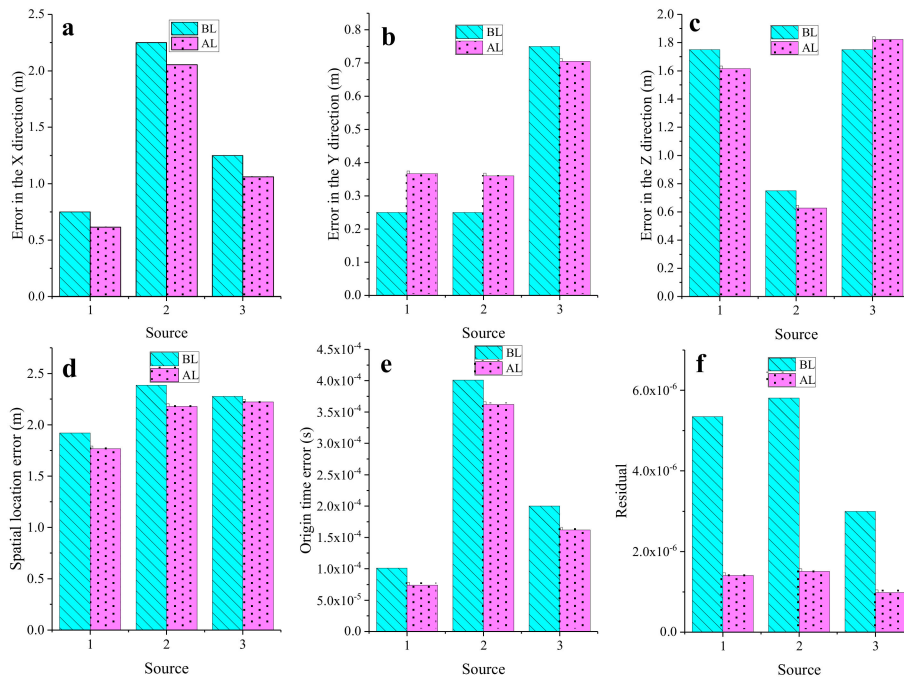 a
BL
AL
Error in the X direction (m)
2.5
2.0
1.5
1.0
0.5
0.0
1 2 3
Source
b
BL
AL
Error in the Y direction (m)
0.8
0.7
0.6
0.5
0.4
0.3
0.2
0.1
0.0
1 2 3
Source
c
BL
AL
Error in the Z direction (m)
2.0
1.8
1.6
1.4
1.2
1.0
0.8
0.6
0.4
0.2
0.0
1 2 3
Source
d
BL
AL
Spatial location error (m)
2.5
2.0
1.5
1.0
0.5
0.0
1 2 3
Source
e
BL
AL
Origin time error (s)
4.5x10⁻⁴
4.0x10⁻⁴
3.5x10⁻⁴
3.0x10⁻⁴
2.5x10⁻⁴
2.0x10⁻⁴
1.5x10⁻⁴
1.0x10⁻⁴
5.0x10⁻⁵
0.0
1 2 3
Source
f
BL
AL
Residual
6.0x10⁻⁶
4.0x10⁻⁶
2.0x10⁻⁶
0.0
1 2 3
Source